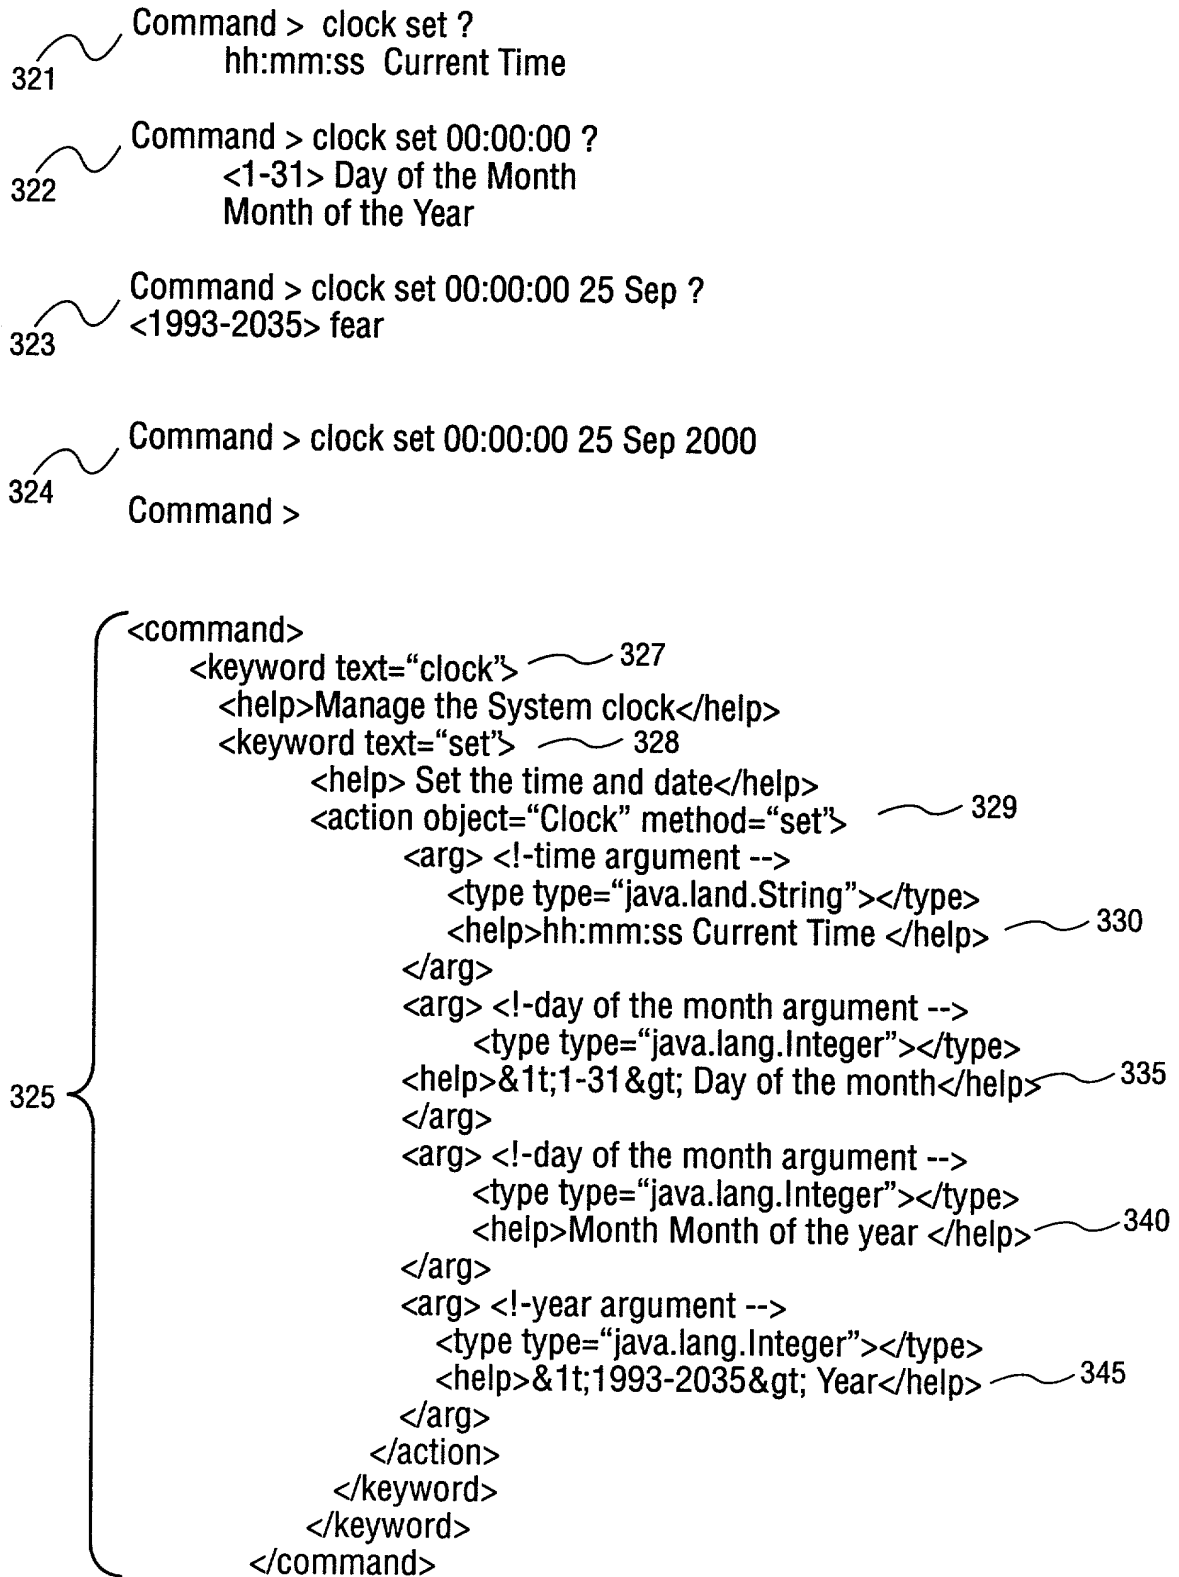 Command > clock set ?
321
hh:mm:ss Current Time
Command > clock set 00:00:00 ?
322
<1-31> Day of the Month
Month of the Year
Command > clock set 00:00:00 25 Sep ?
323
<1993-2035> fear
Command > clock set 00:00:00 25 Sep 2000
324
Command >
<command>
<keyword text=“clock”> 327
<help>Manage the System clock</help>
<keyword text=“set”> 328
<help> Set the time and date</help>
<action object=“Clock” method=“set”> 329
<arg> <!-time argument -->
<type type=“java.land.String”></type>
<help>hh:mm:ss Current Time </help> 330
</arg>
<arg> <!-day of the month argument -->
<type type=“java.lang.Integer”></type>
325
<help>&1t;1-31&gt; Day of the month</help> 335
</arg>
<arg> <!-day of the month argument -->
<type type=“java.lang.Integer”></type>
<help>Month Month of the year </help> 340
</arg>
<arg> <!-year argument -->
<type type=“java.lang.Integer”></type>
<help>&1t;1993-2035&gt; Year</help> 345
</arg>
</action>
</keyword>
</keyword>
</command>